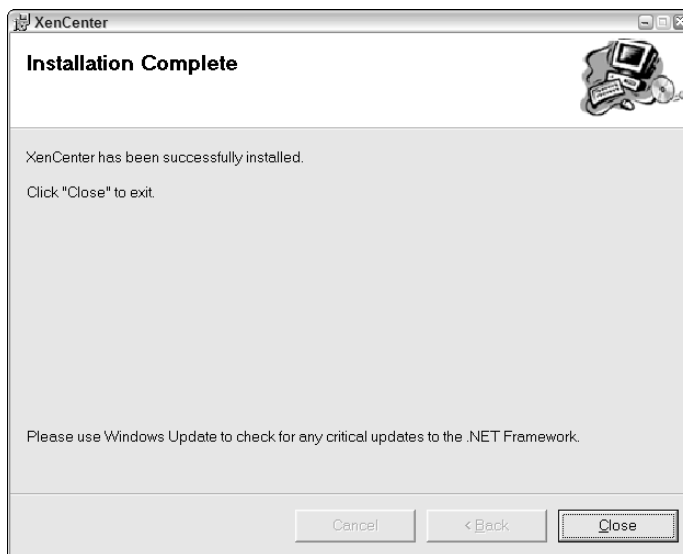 XenCenter
Installation Complete
XenCenter has been successfully installed.
Click "Close" to exit.
Please use Windows Update to check for any critical updates to the .NET Framework.
Cancel
< Back
Close